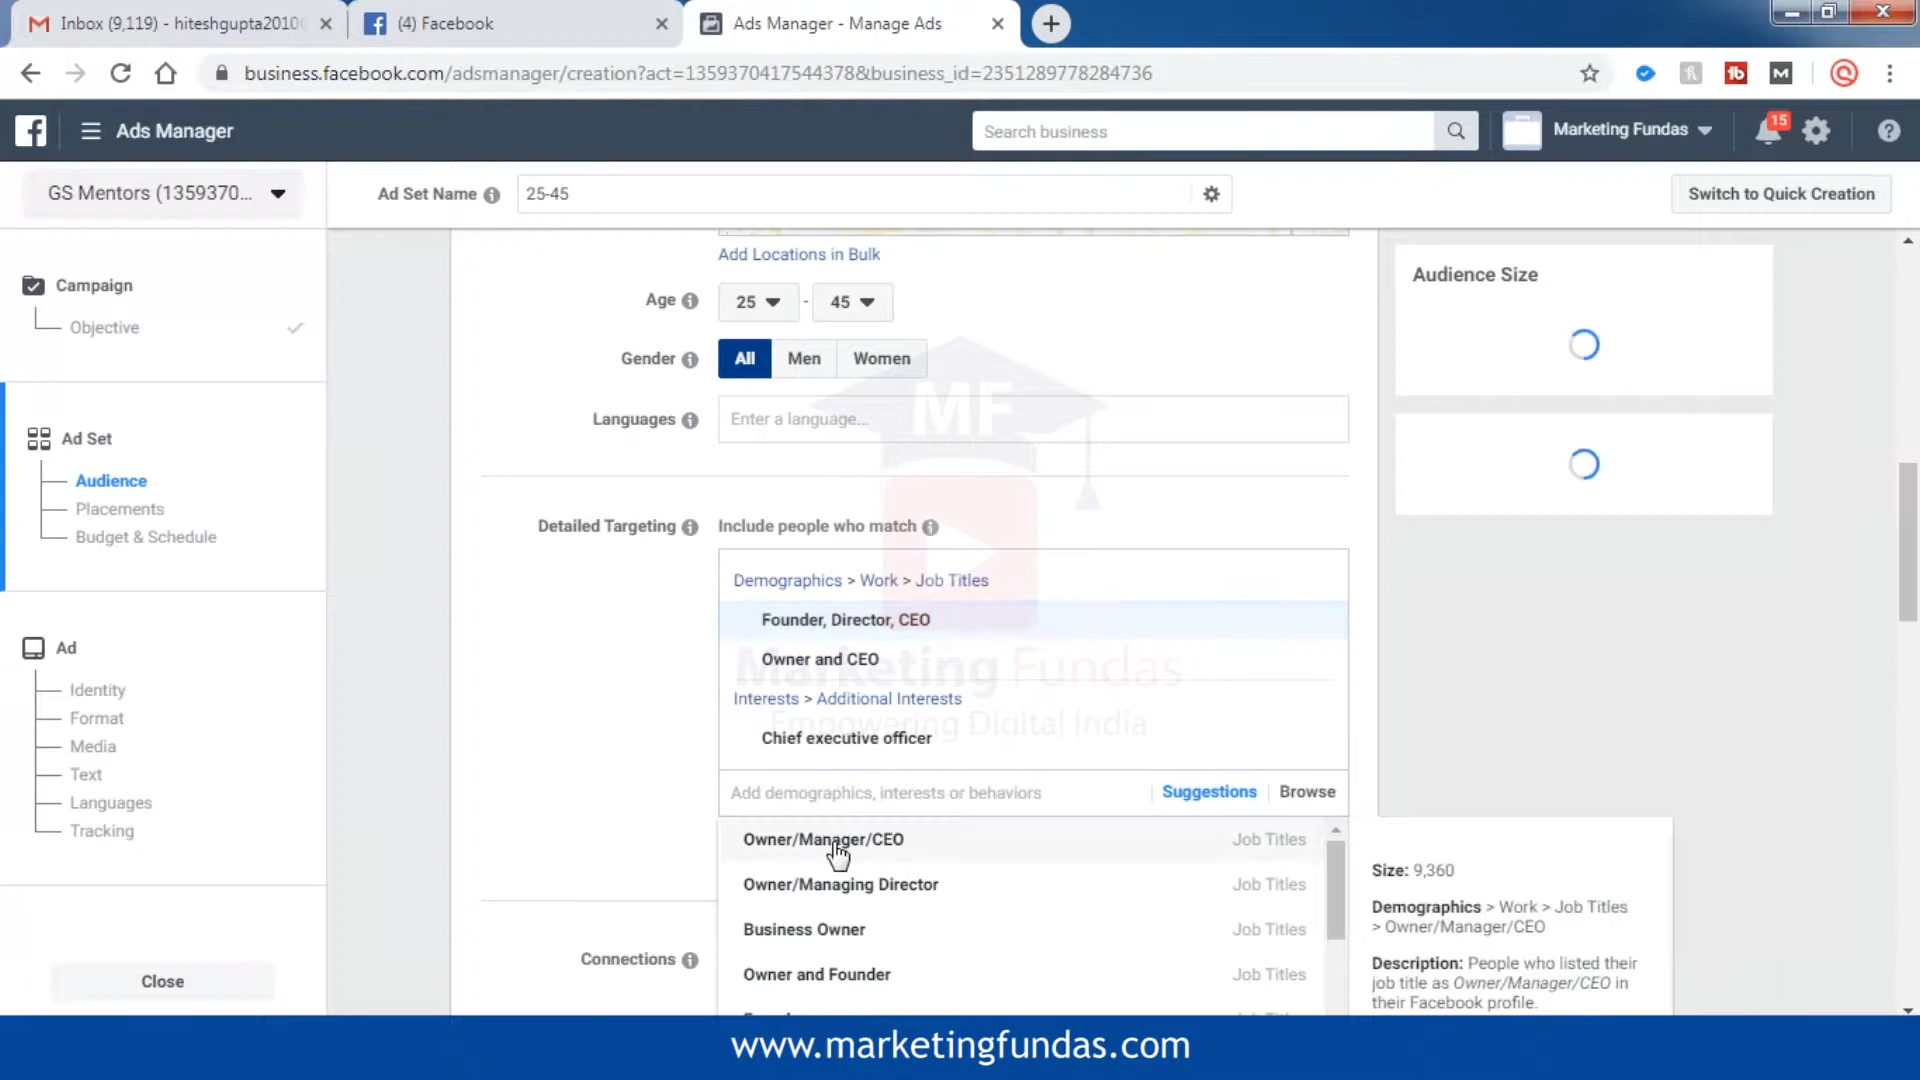 Inbox (9,119) - hiteshgupta2010
(4) Facebook
Ads Manager - Manage Ads
business.facebook.com/adsmanager/creation?act=1359370417544378&business_id=2351289778284736
Ads Manager
Search business
Marketing Fundas
15
GS Mentors (1359370...
Ad Set Name
25-45
Switch to Quick Creation
Campaign
Objective
Ad Set
Audience
Placements
Budget & Schedule
Ad
Identity
Format
Media
Text
Languages
Tracking
Close
Add Locations in Bulk
Age
25 - 45
Gender
All Men Women
Languages
Enter a language...
Detailed Targeting
Include people who match
Demographics > Work > Job Titles
Founder, Director, CEO
Owner and CEO
Interests > Additional Interests
Chief executive officer
Add demographics, interests or behaviors
Suggestions
Browse
Owner/Manager/CEO Job Titles
Owner/Managing Director Job Titles
Business Owner Job Titles
Owner and Founder Job Titles
Connections
Audience Size
Size: 9,360
Demographics > Work > Job Titles
> Owner/Manager/CEO
Description: People who listed their
job title as Owner/Manager/CEO in
their Facebook profile.
MF
Marketing Fundas
Empowering Digital India
www.marketingfundas.com